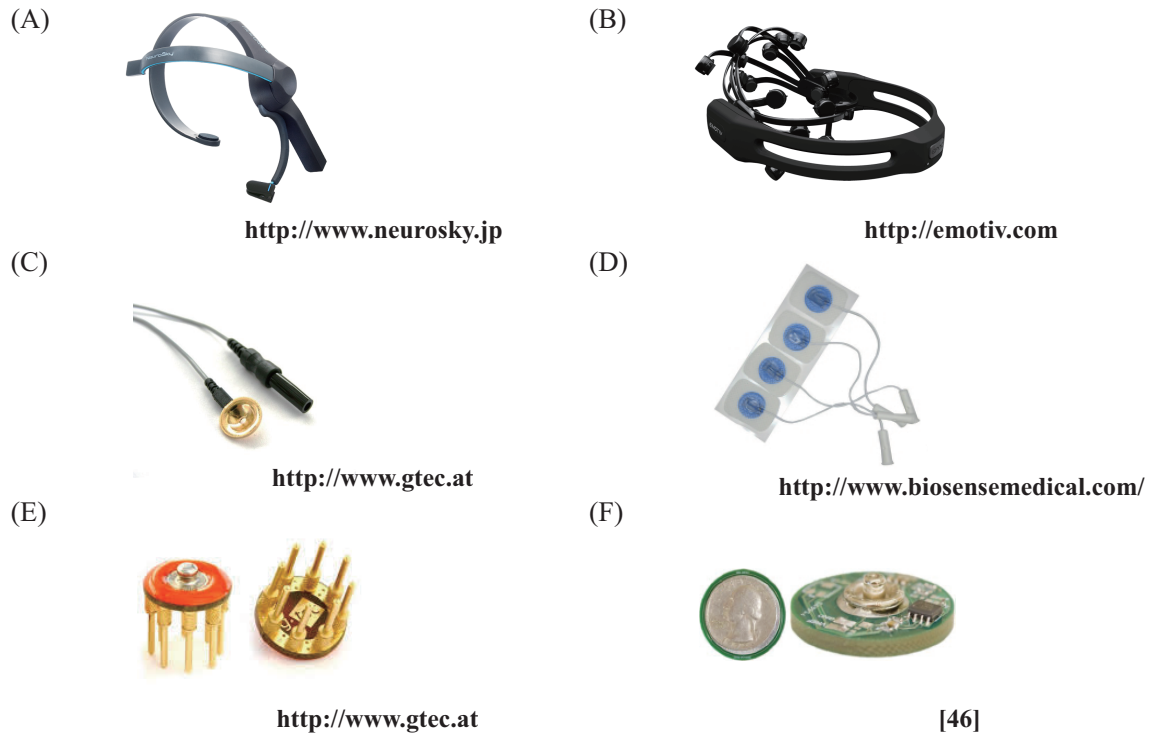 (A)
(B)
http://www.neurosky.jp
http://emotiv.com
(C)
(D)
http://www.gtec.at
http://www.biosensemedical.com/
(E)
(F)
http://www.gtec.at
[46]